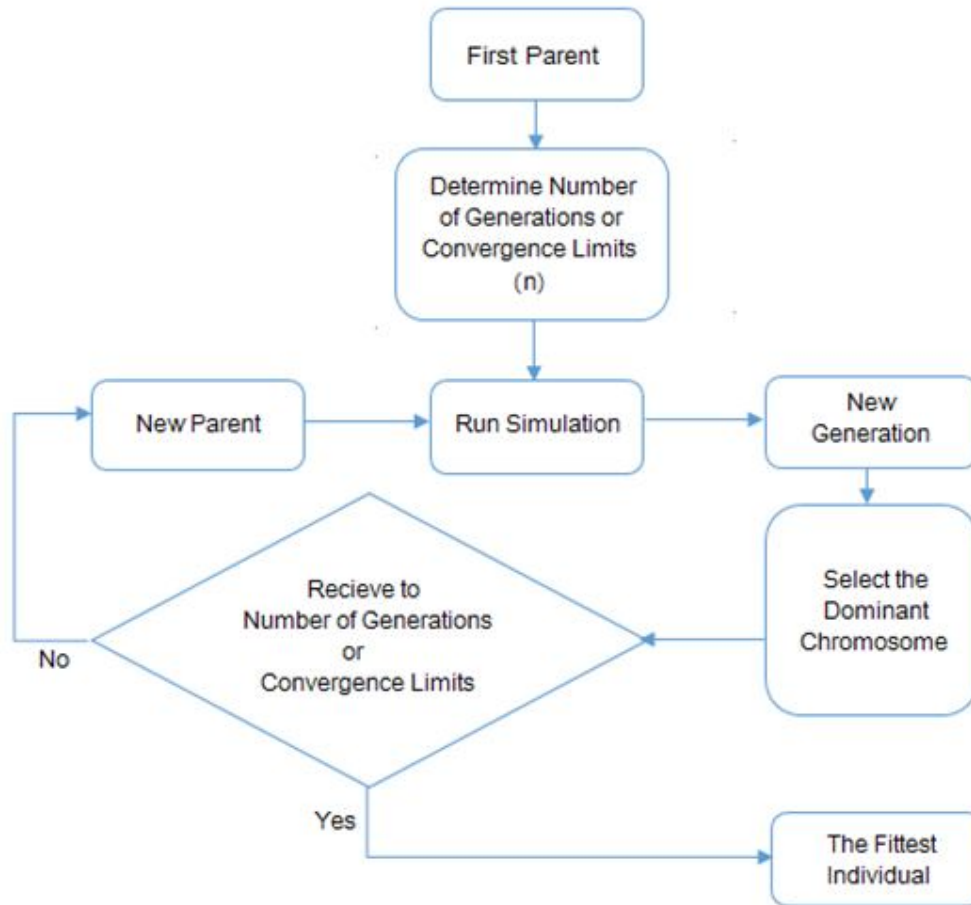 First Parent
Determine Number
of Generations or
Convergence Limits
(n)
New Parent
Run Simulation
New
Generation
Recieve to
Number of Generations
or
Convergence Limits
Select the
Dominant
Chromosome
No
Yes
The Fittest
Individual